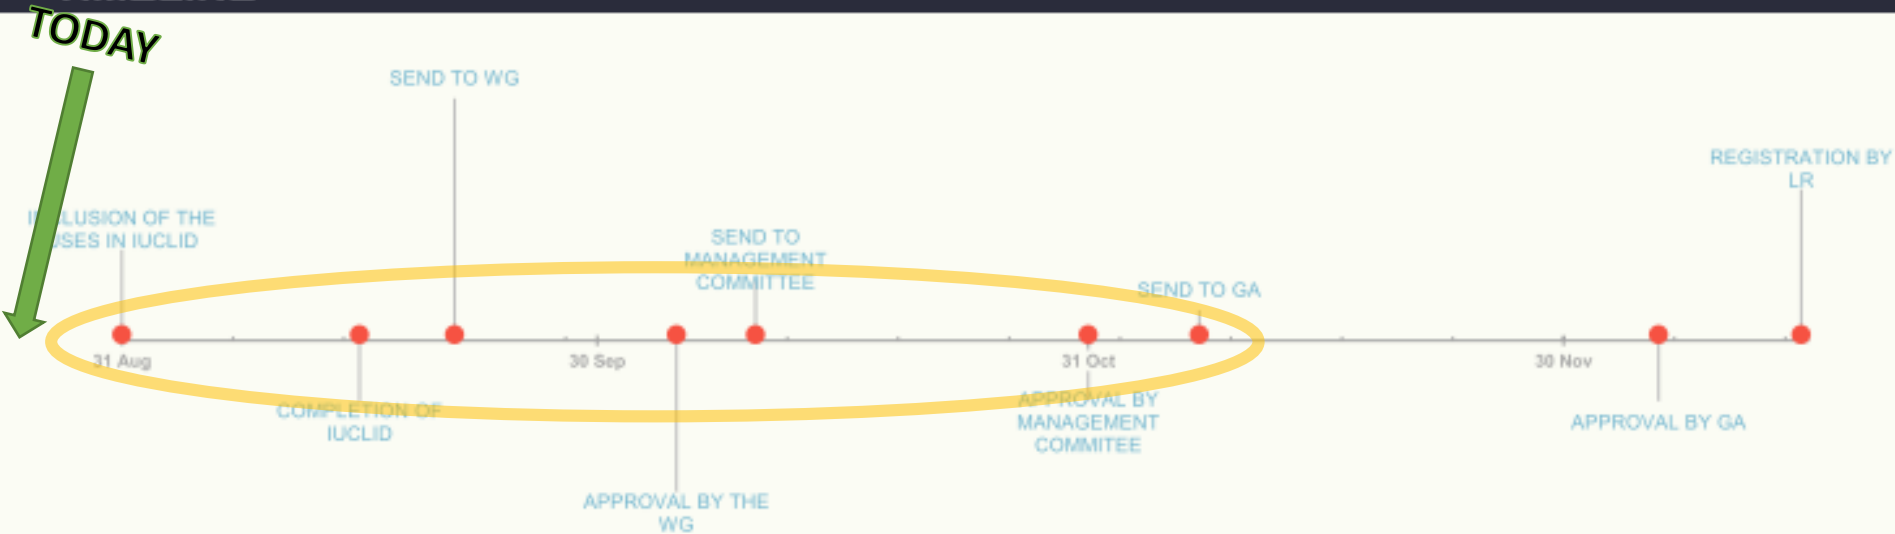 TODAY
SEND TO WG
REGISTRATION BY
LR
OF THE
IN IUCLID
SEND TO
MANAGEMENT
COMMITTEE
SEND TO GA
31 Aug
30 Sep
31 Oct
30 Nov
COMPLETION OF
IUCLID
APPROVAL BY
MANAGEMENT
COMMITEE
APPROVAL BY GA
APPROVAL BY THE
WG